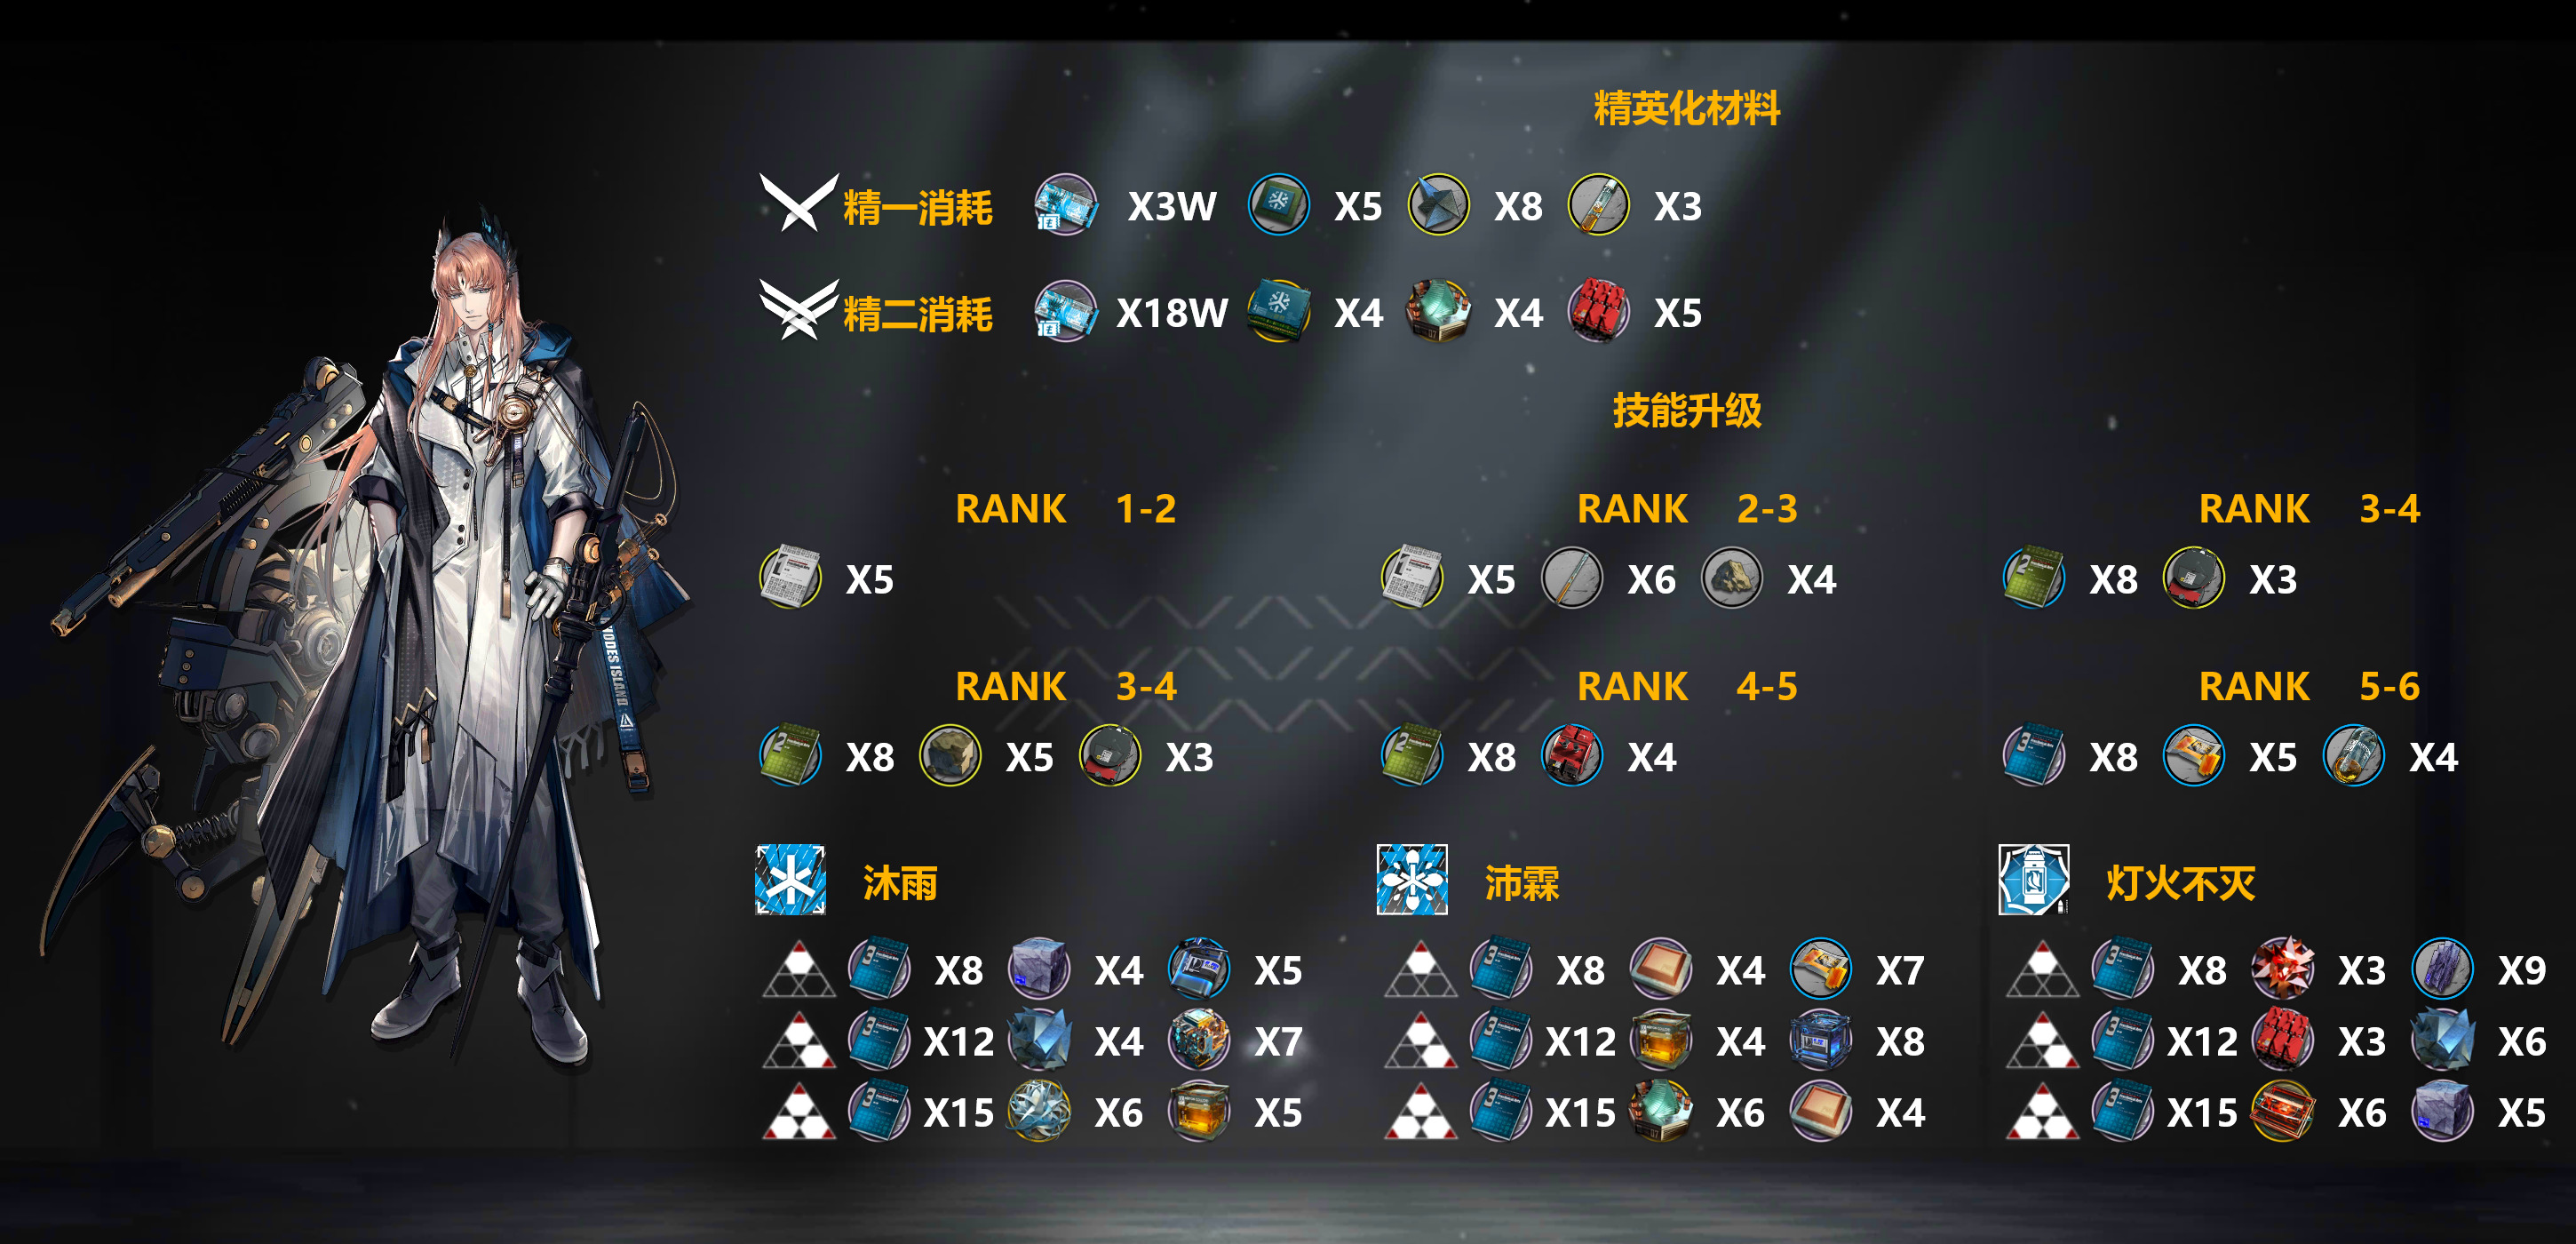 精英化材料
精一消耗 X3W X5 X8 X3
精二消耗 X18W X4 X4 X5
技能升级
RANK 1-2 RANK 2-3 RANK 3-4
X5 X5 X6 X4 X8 X3
RANK 3-4 RANK 4-5 RANK 5-6
X8 X5 X3 X8 X4 X8 X5 X4
沐雨 沛霖 灯火不灭
X8 X4 X5 X8 X4 X7 X8 X3 X9
X12 X4 X7 X12 X4 X8 X12 X3 X6
X15 X6 X5 X15 X6 X4 X15 X6 X5